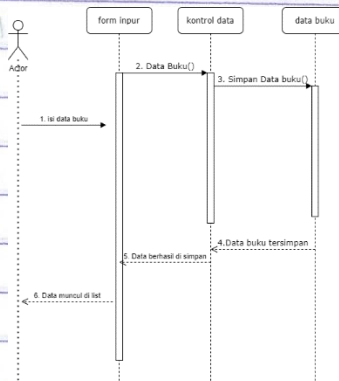 form inpur
kontrol data
data buku
Actor
2. Data Buku()
3. Simpan Data buku()
1. isi data buku
4.Data buku tersimpan
5. Data berhasil di simpan
6. Data muncul di list